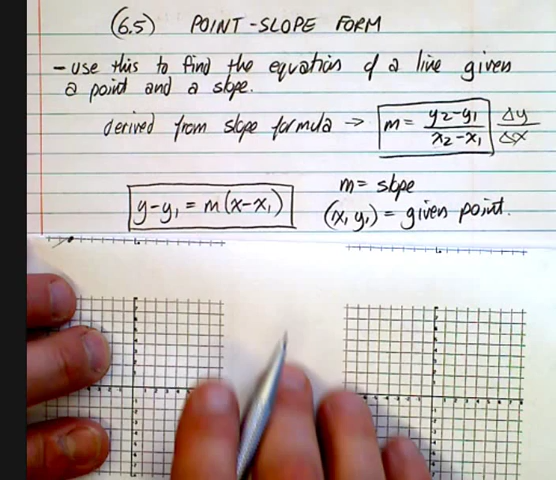 (6.5) POINT-SLOPE FORM
- use this to find the equation of a line given
a point and a slope.
derived from slope formula → m = y₂-y₁/x₂-x₁ Δy/Δx
m = slope
y-y₁ = m(x-x₁)
(x₁ y₁) = given point.